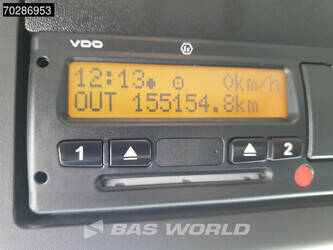 70286953
VDO
12:13 0km/h
OUT 155154.8km
1 2
BAS WORLD